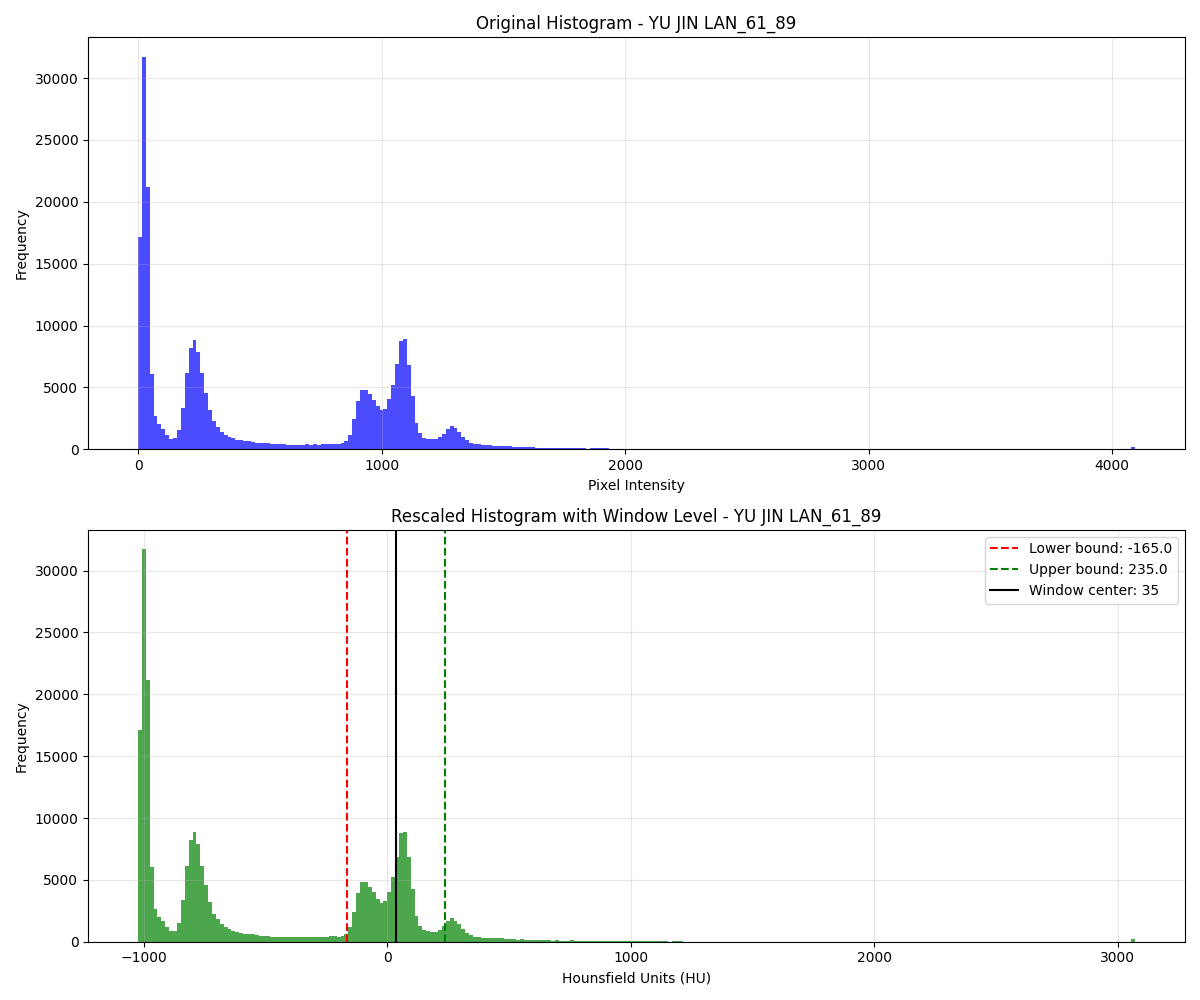 Original Histogram - YU JIN LAN_61_89
30000
25000
20000
15000
10000
5000
0
Frequency
0 1000 2000 3000 4000
Pixel Intensity
Rescaled Histogram with Window Level - YU JIN LAN_61_89
Lower bound: -165.0
Upper bound: 235.0
Window center: 35
30000
25000
20000
15000
10000
5000
0
Frequency
−1000 0 1000 2000 3000
Hounsfield Units (HU)